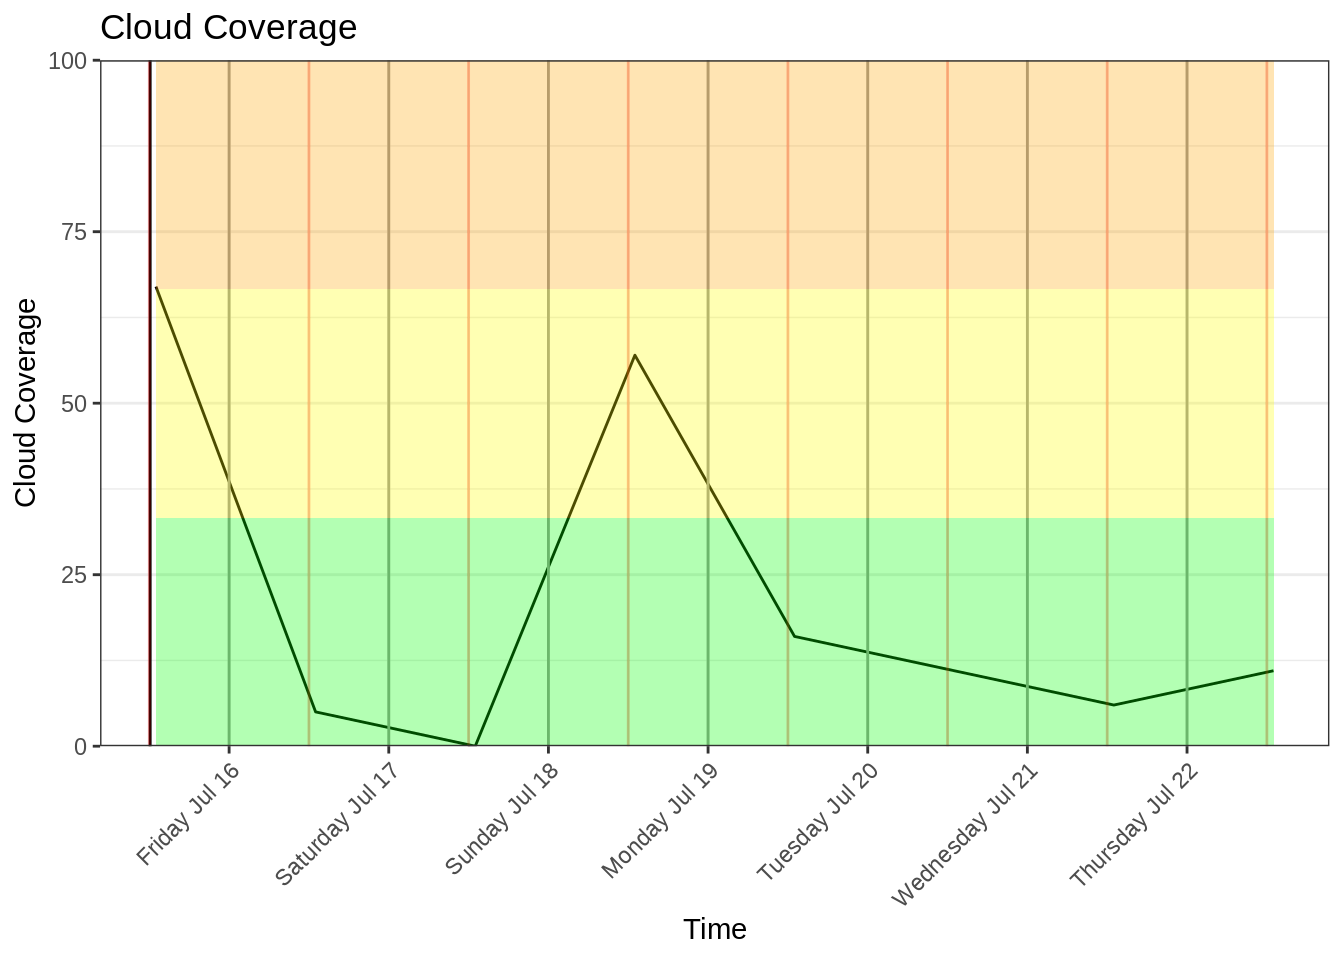 Cloud Coverage
100
75
50
25
0
Cloud Coverage
Friday Jul 16
Saturday Jul 17
Sunday Jul 18
Monday Jul 19
Tuesday Jul 20
Wednesday Jul 21
Thursday Jul 22
Time